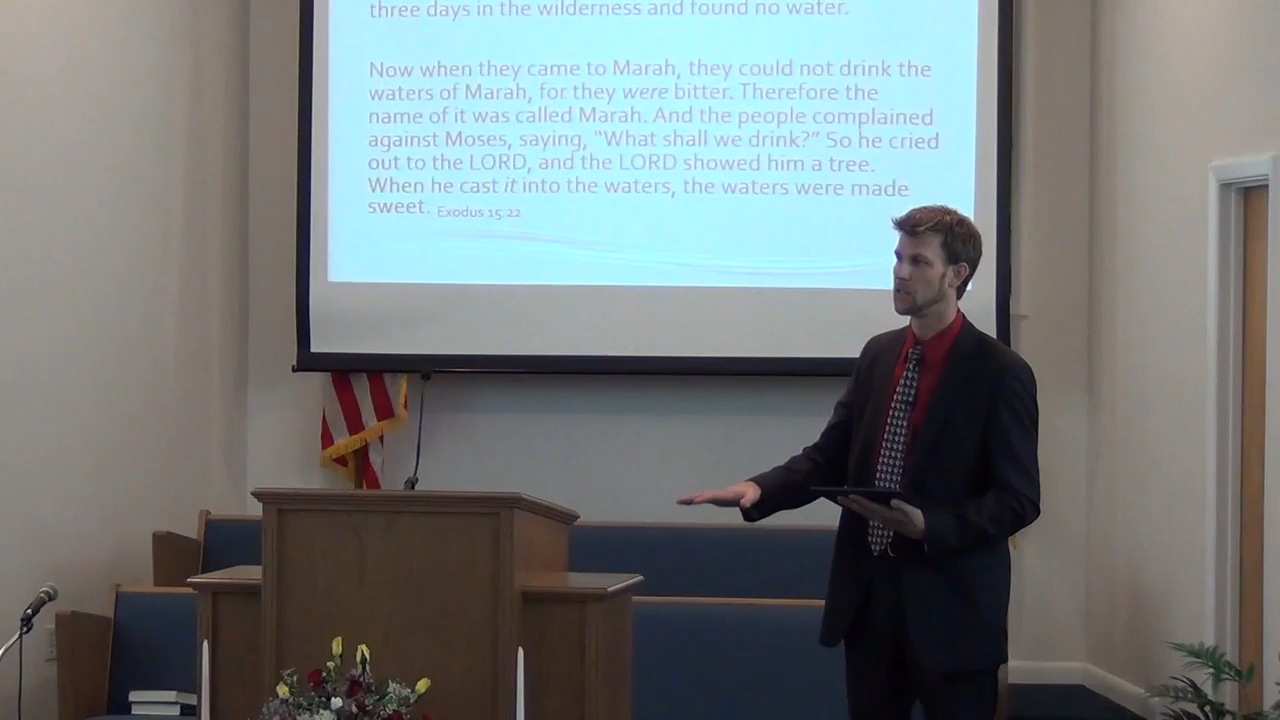 three days in the wilderness and found no water.
Now when they came to Marah, they could not drink the
waters of Marah, for they were bitter. Therefore the
name of it was called Marah. And the people complained
against Moses, saying, “What shall we drink?” So he cried
out to the LORD, and the LORD showed him a tree.
When he cast it into the waters, the waters were made
sweet. Exodus 15:22